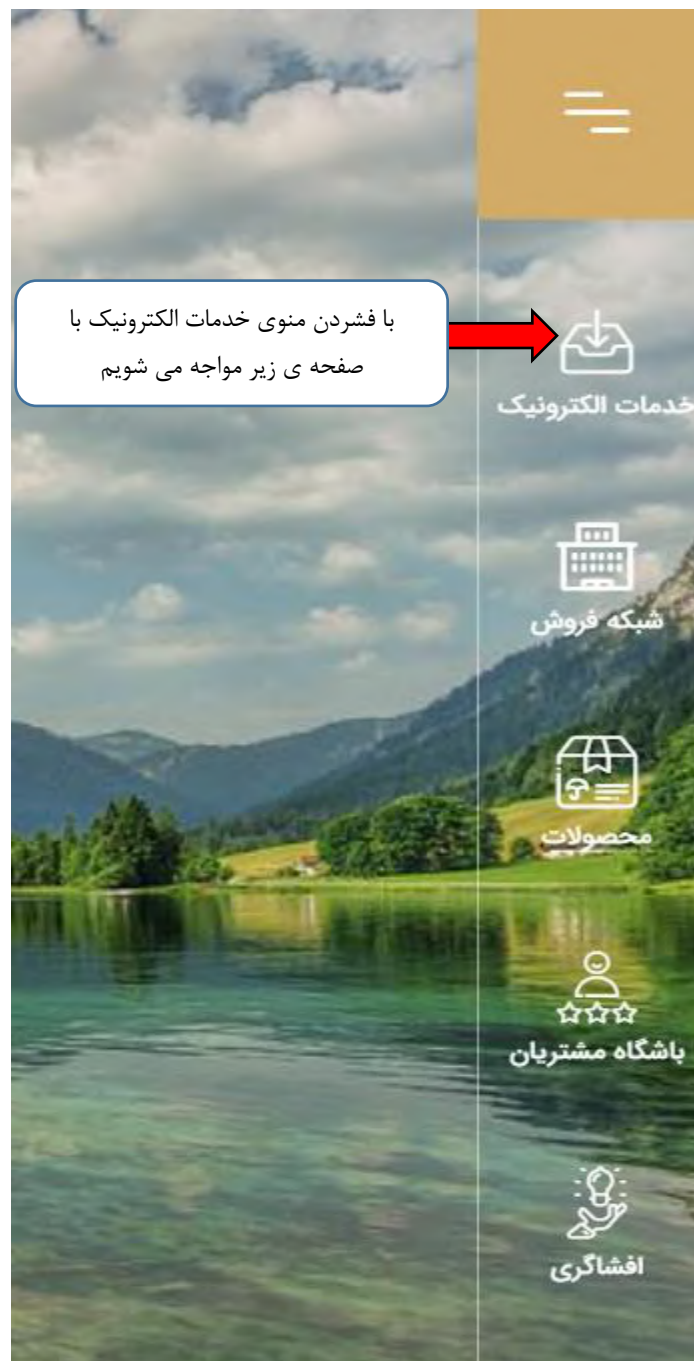 با فشردن منوی خدمات الکترونیک با
صفحه ی زیر مواجه می شویم
خدمات الکترونیک
شبکه فروش
محصولات
باشگاه مشتریان
افشاگری